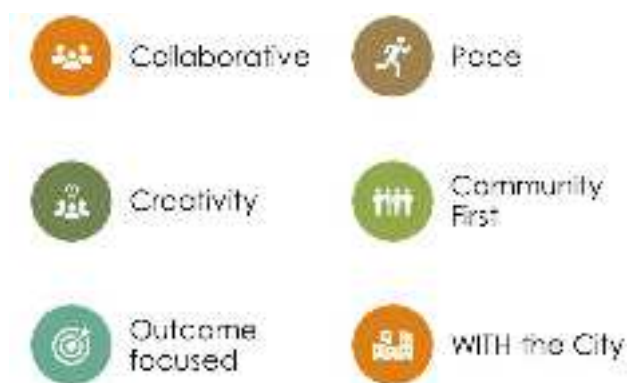 Collaborative
Pace
Creativity
Community
First
Outcome
focused
WITH the City